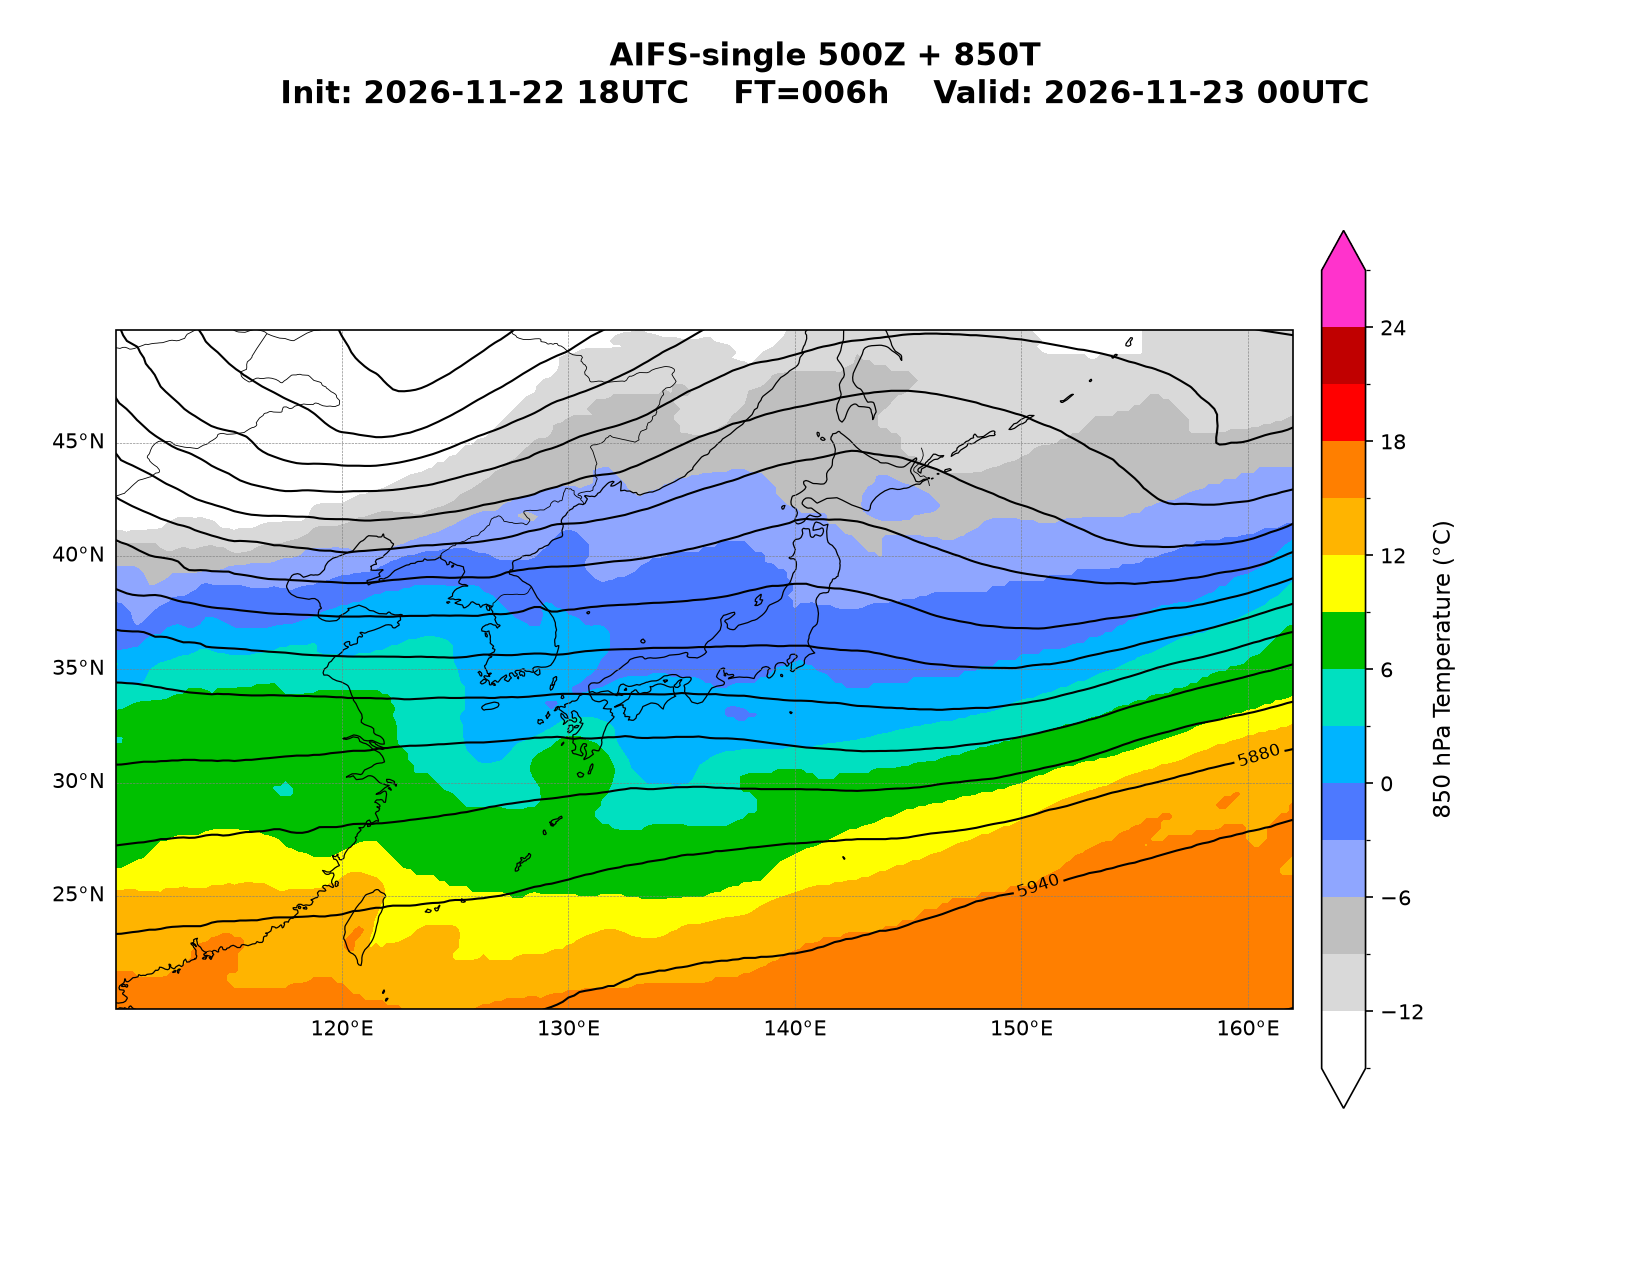 AIFS-single 500Z + 850T
Init: 2026-11-22 18UTC FT=006h Valid: 2026-11-23 00UTC
45°N
40°N
35°N
30°N
25°N
120°E
130°E
140°E
150°E
160°E
5880
5940
24
18
12
6
0
−6
−12
850 hPa Temperature (°C)